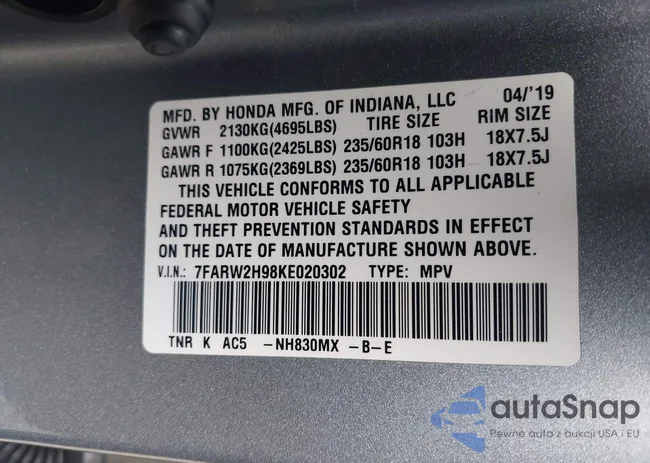 MFD. BY HONDA MFG. OF INDIANA, LLC 04/'19
GVWR 2130KG(4695LBS) TIRE SIZE RIM SIZE
GAWR F 1100KG(2425LBS) 235/60R18 103H 18X7.5J
GAWR R 1075KG(2369LBS) 235/60R18 103H 18X7.5J
THIS VEHICLE CONFORMS TO ALL APPLICABLE
FEDERAL MOTOR VEHICLE SAFETY
AND THEFT PREVENTION STANDARDS IN EFFECT
ON THE DATE OF MANUFACTURE SHOWN ABOVE.
V.I.N.: 7FARW2H98KE020302 TYPE: MPV
TNR K AC5 -NH830MX -B-E
autaSnap
Pewne auta z aukcji USA i EU